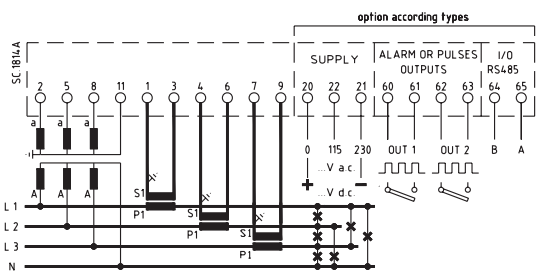 option according types
SC.1814A
SUPPLY
ALARM OR PULSES
OUTPUTS
I/O
RS485
2 5 8 11 1 3 4 6 7 9 20 22 21 60 61 62 63 64 65
a a a
0 115 230
...V a.c.
+ −
...V d.c.
OUT 1 OUT 2
B A
A A A
S1
P1
S1
P1
S1
P1
L 1
L 2
L 3
N